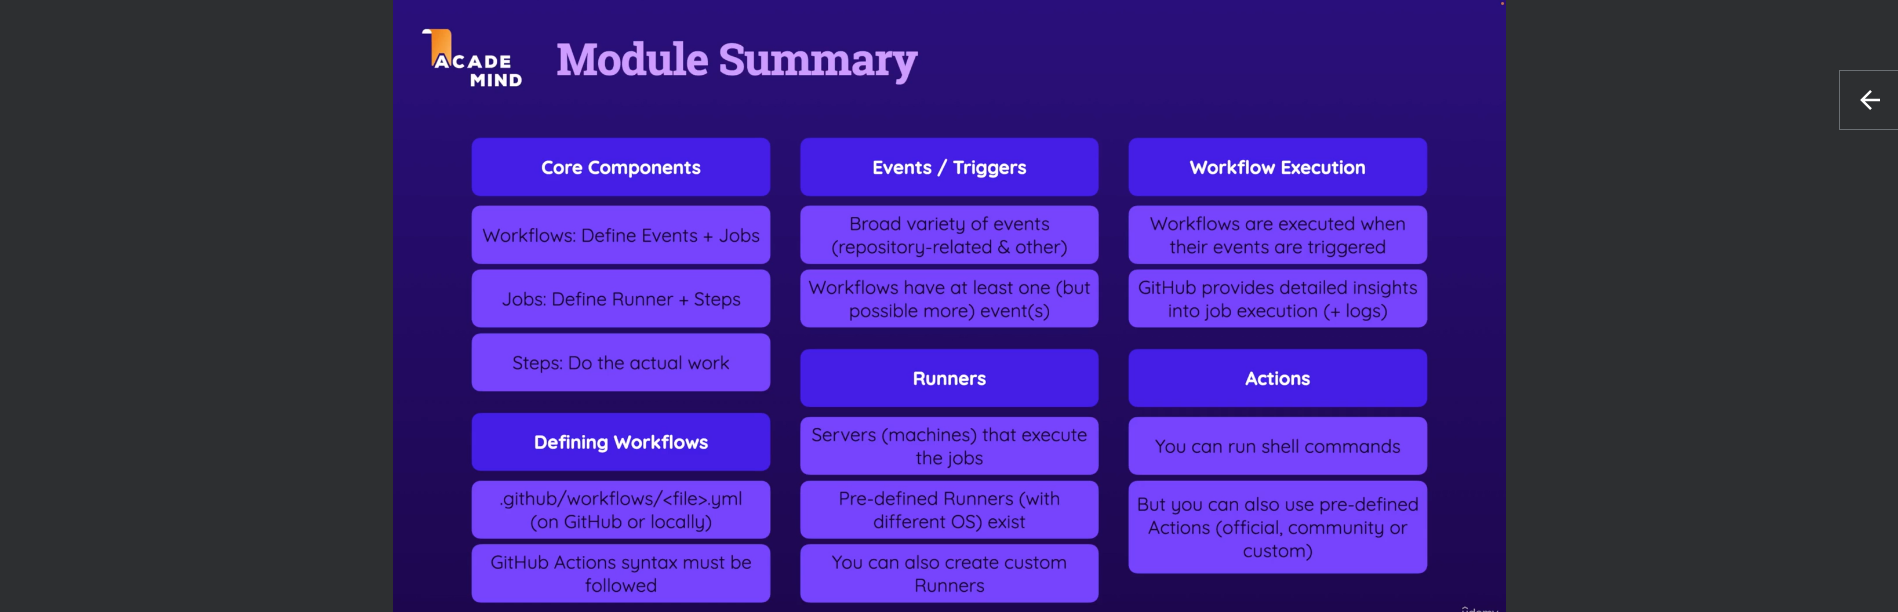 ACADE
MIND
Module Summary
Core Components
Workflows: Define Events + Jobs
Jobs: Define Runner + Steps
Steps: Do the actual work
Defining Workflows
.github/workflows/<file>.yml
(on GitHub or locally)
GitHub Actions syntax must be
followed
Events / Triggers
Broad variety of events
(repository-related & other)
Workflows have at least one (but
possible more) event(s)
Runners
Servers (machines) that execute
the jobs
Pre-defined Runners (with
different OS) exist
You can also create custom
Runners
Workflow Execution
Workflows are executed when
their events are triggered
GitHub provides detailed insights
into job execution (+ logs)
Actions
You can run shell commands
But you can also use pre-defined
Actions (official, community or
custom)